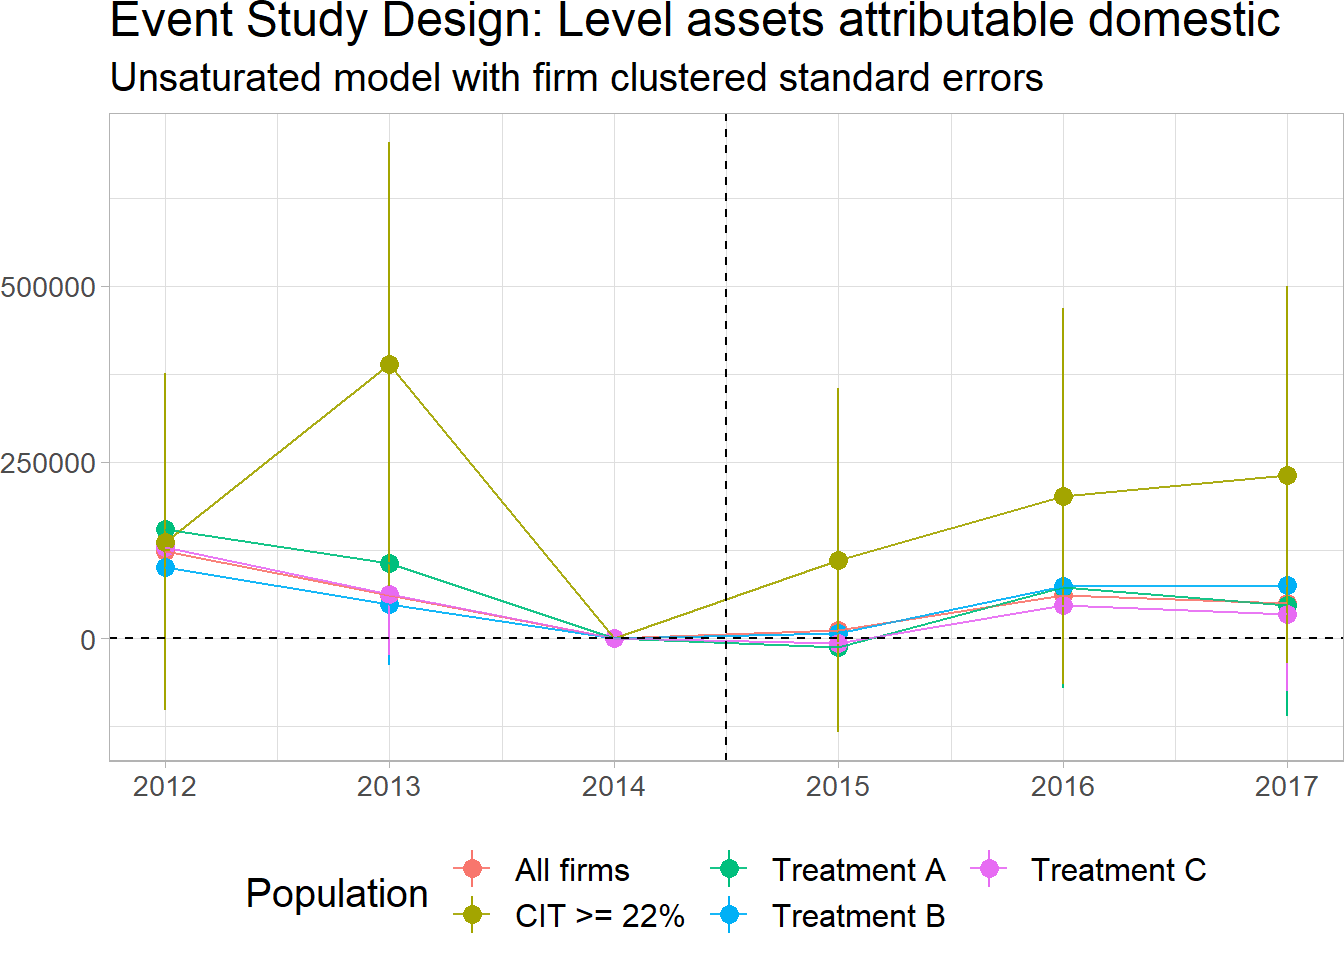 Event Study Design: Level assets attributable domestic
Unsaturated model with firm clustered standard errors
500000
250000
0
2012 2013 2014 2015 2016 2017
Population
All firms Treatment A Treatment C
CIT >= 22% Treatment B